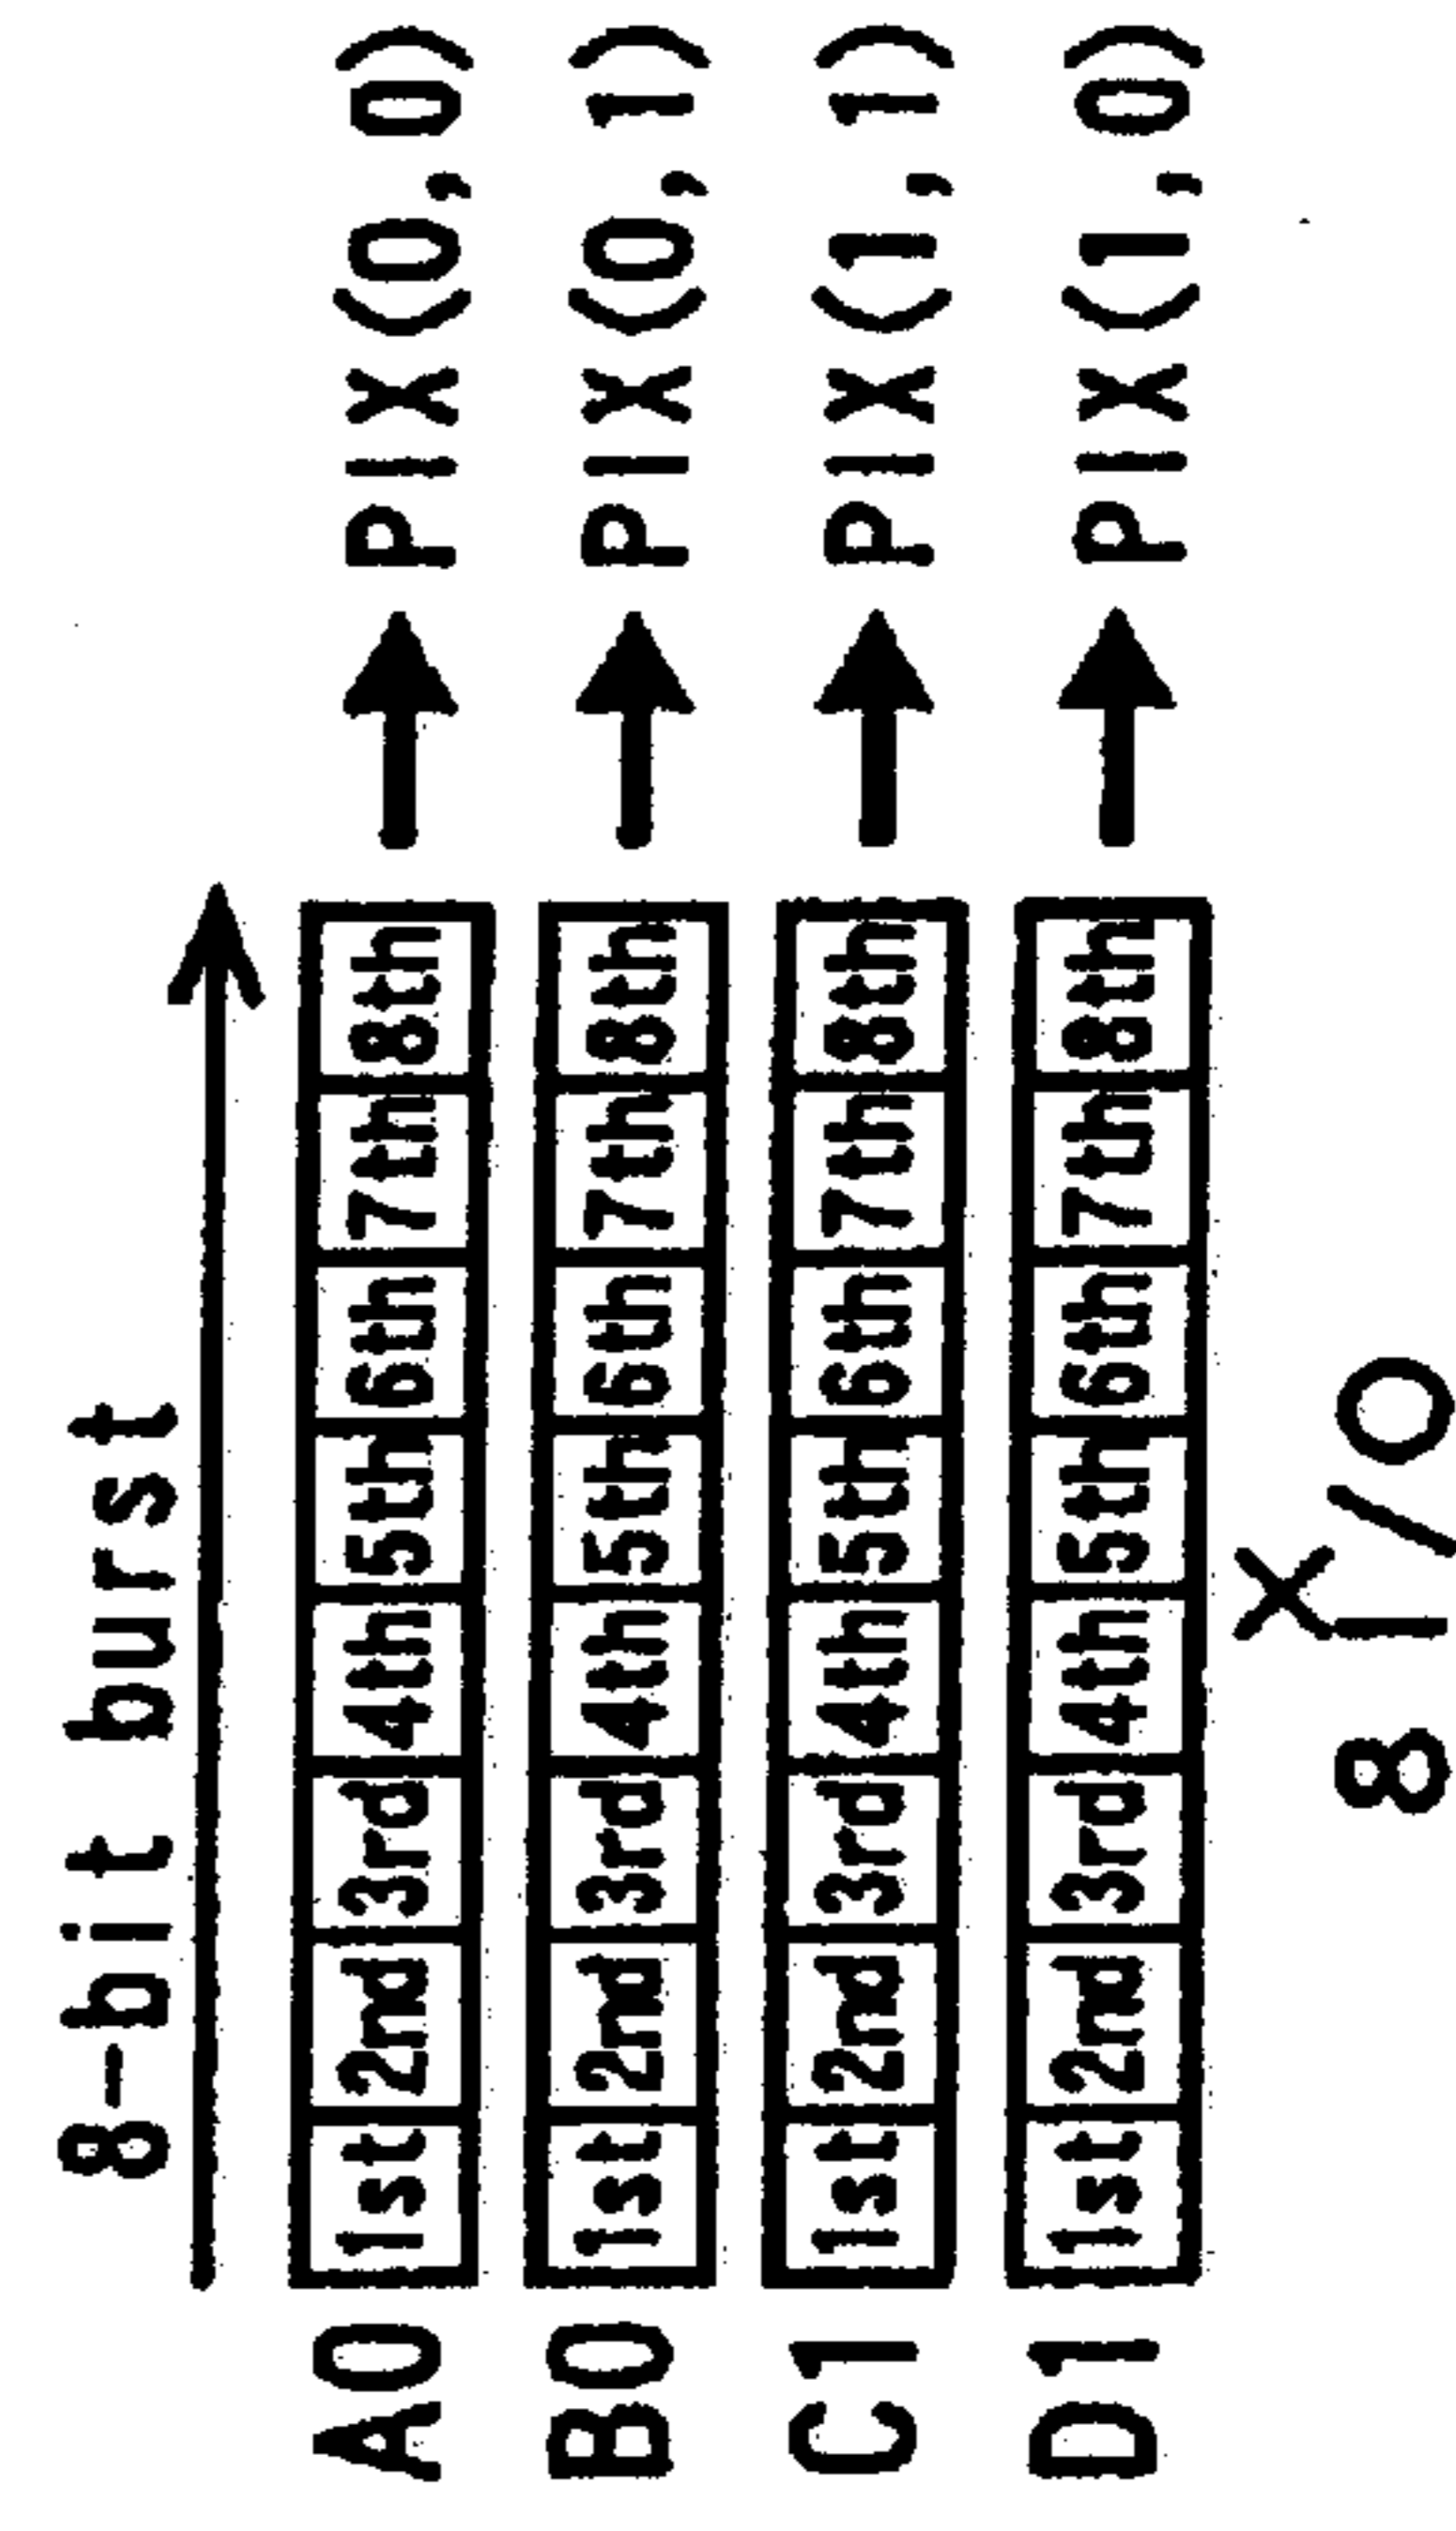 8-bit burst
A0 1st 2nd 3rd 4th 5th 6th 7th 8th PIX(0,0)
B0 1st 2nd 3rd 4th 5th 6th 7th 8th PIX(0,1)
C1 1st 2nd 3rd 4th 5th 6th 7th 8th PIX(1,1)
D1 1st 2nd 3rd 4th 5th 6th 7th 8th PIX(1,0)
X
8 I/O